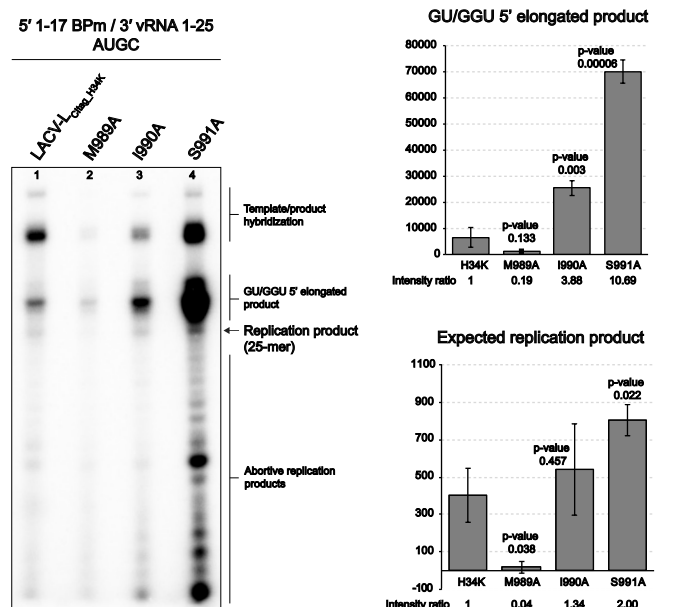 5′ 1-17 BPm / 3′ vRNA 1-25
AUGC
LACV-LCItag_H34K
M989A
I990A
S991A
1 2 3 4
Template/product
hybridization
GU/GGU 5′ elongated
product
Replication product
(25-mer)
Abortive replication
products
GU/GGU 5’ elongated product
80000
70000
60000
50000
40000
30000
20000
10000
0
p-value
0.133
p-value
0.003
p-value
0.00006
H34K M989A I990A S991A
Intensity ratio 1 0.19 3.88 10.69
Expected replication product
1100
900
700
500
300
100
-100
p-value
0.038
p-value
0.457
p-value
0.022
H34K M989A I990A S991A
Intensity ratio 1 0.04 1.34 2.00